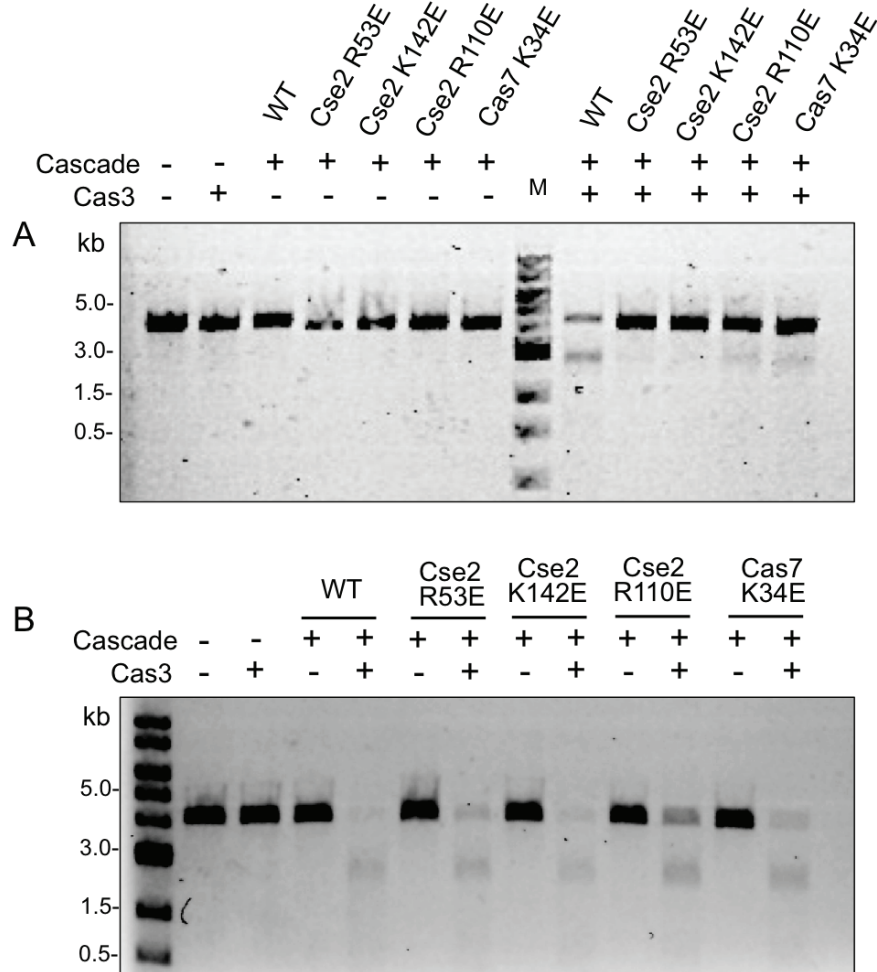 WT Cse2 R53E Cse2 K142E Cse2 R110E Cas7 K34E WT Cse2 R53E Cse2 K142E Cse2 R110E Cas7 K34E
Cascade - - + + + + + + + + + +
Cas3 - + - - - - - M + + + + +
A
kb
5.0-
3.0-
1.5-
0.5-
WT Cse2 R53E Cse2 K142E Cse2 R110E Cas7 K34E
B
Cascade - - + + + + + + + + + +
Cas3 - + - + - + - + - + - +
kb
5.0-
3.0-
1.5-
0.5-